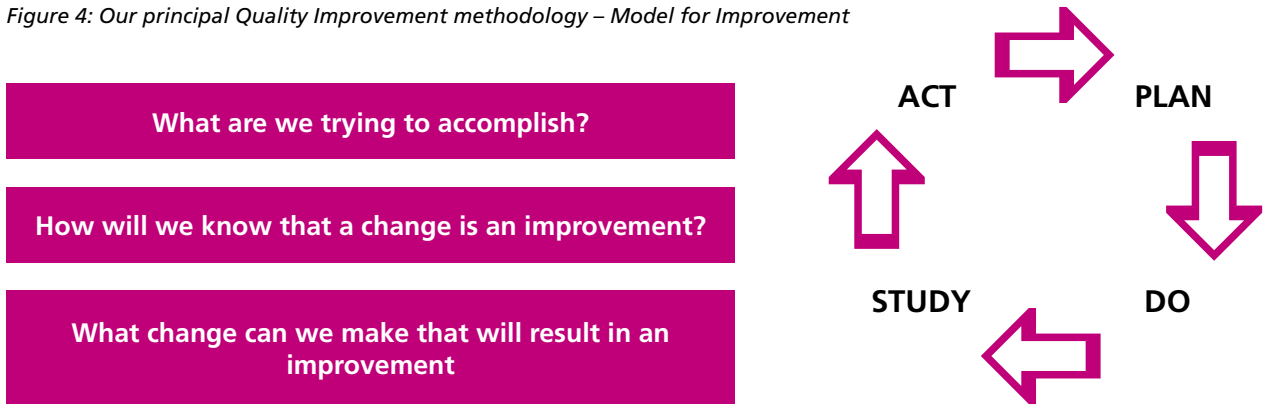 Figure 4: Our principal Quality Improvement methodology – Model for Improvement
What are we trying to accomplish?
How will we know that a change is an improvement?
What change can we make that will result in an
improvement
ACT
PLAN
STUDY
DO